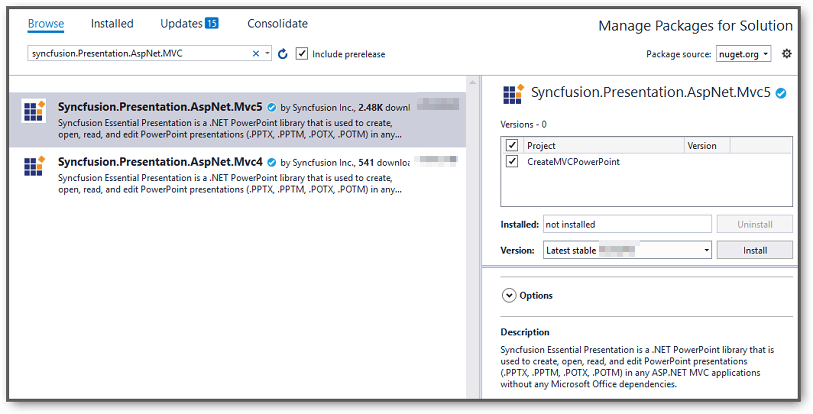 Browse Installed Updates 15 Consolidate
Manage Packages for Solution
syncfusion.Presentation.AspNet.MVC
Include prerelease
Package source: nuget.org
Syncfusion.Presentation.AspNet.Mvc5 by Syncfusion Inc., 2.48K downl
Syncfusion Essential Presentation is a .NET PowerPoint library that is used to create,
open, read, and edit PowerPoint presentations (.PPTX, .PPTM, .POTX, .POTM) in any...
Syncfusion.Presentation.AspNet.Mvc4 by Syncfusion Inc., 541 downloa
Syncfusion Essential Presentation is a .NET PowerPoint library that is used to create,
open, read, and edit PowerPoint presentations (.PPTX, .PPTM, .POTX, .POTM) in any...
Syncfusion.Presentation.AspNet.Mvc5
Versions - 0
Project Version
CreateMVCPowerPoint
Installed: not installed Uninstall
Version: Latest stable Install
Options
Description
Syncfusion Essential Presentation is a .NET PowerPoint library that is
used to create, open, read, and edit PowerPoint presentations
(.PPTX, .PPTM, .POTX, .POTM) in any ASP.NET MVC applications
without any Microsoft Office dependencies.